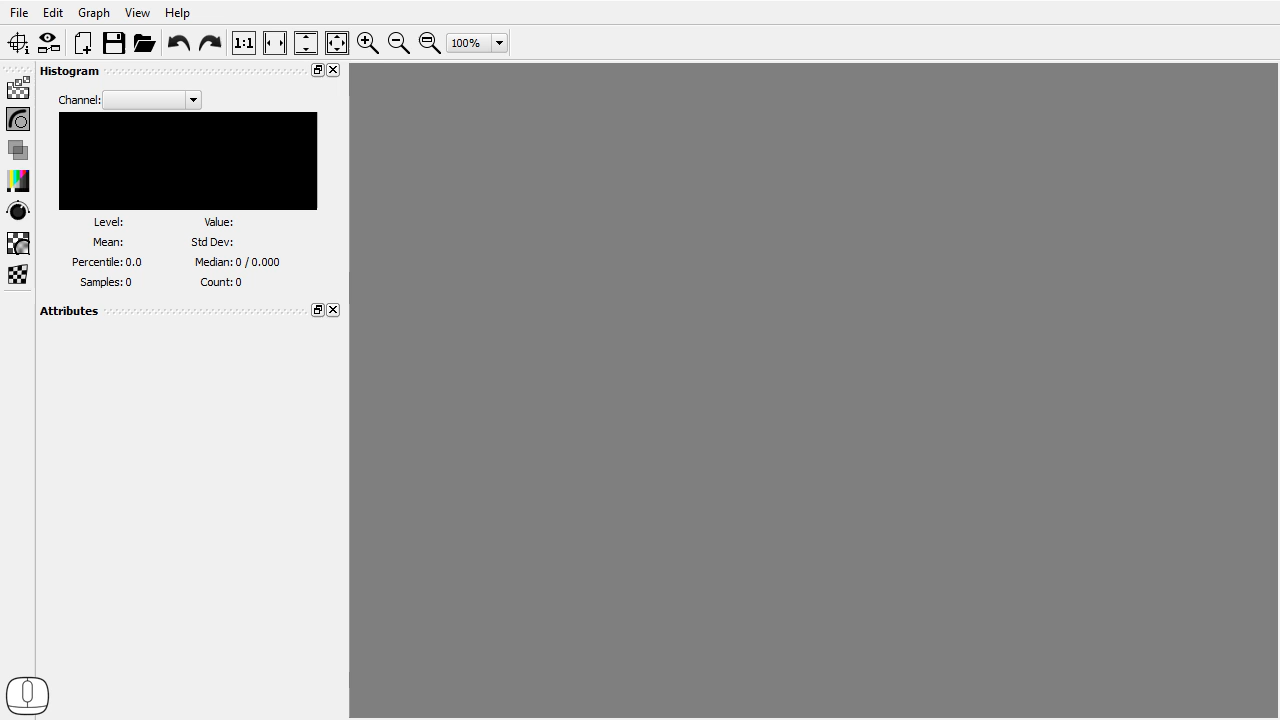 File Edit Graph View Help
1:1 100%
Histogram
Channel:
Level: Value:
Mean: Std Dev:
Percentile: 0.0 Median: 0 / 0.000
Samples: 0 Count: 0
Attributes